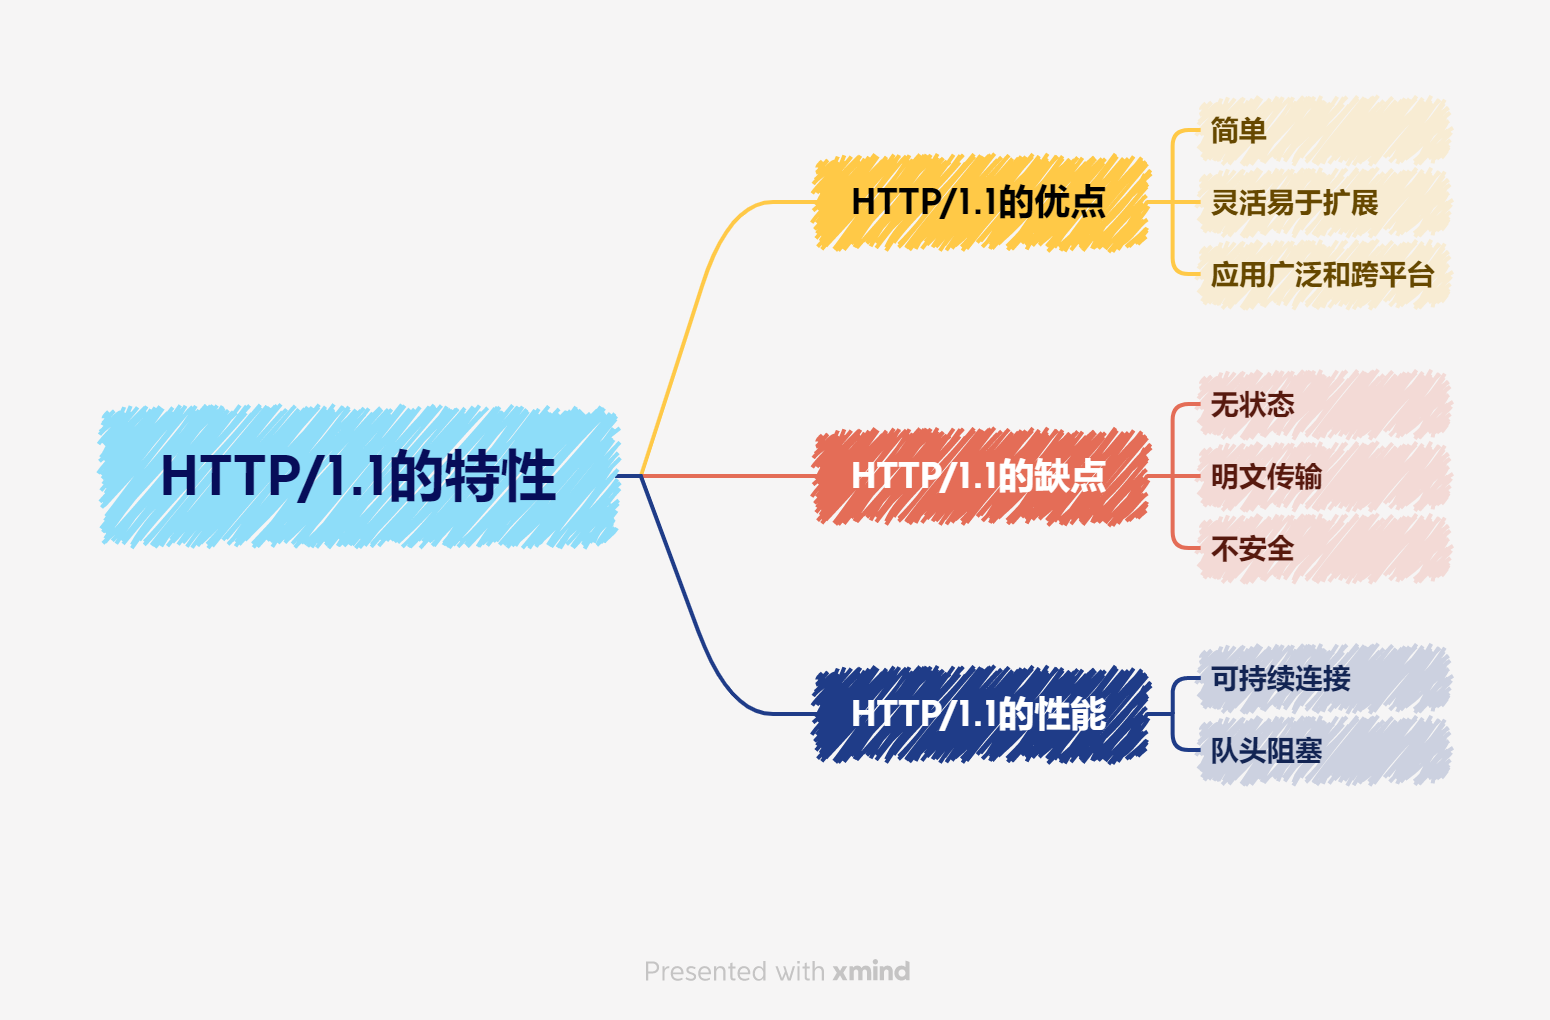 HTTP/1.1的特性
HTTP/1.1的优点
简单
灵活易于扩展
应用广泛和跨平台
HTTP/1.1的缺点
无状态
明文传输
不安全
HTTP/1.1的性能
可持续连接
队头阻塞
Presented with xmind